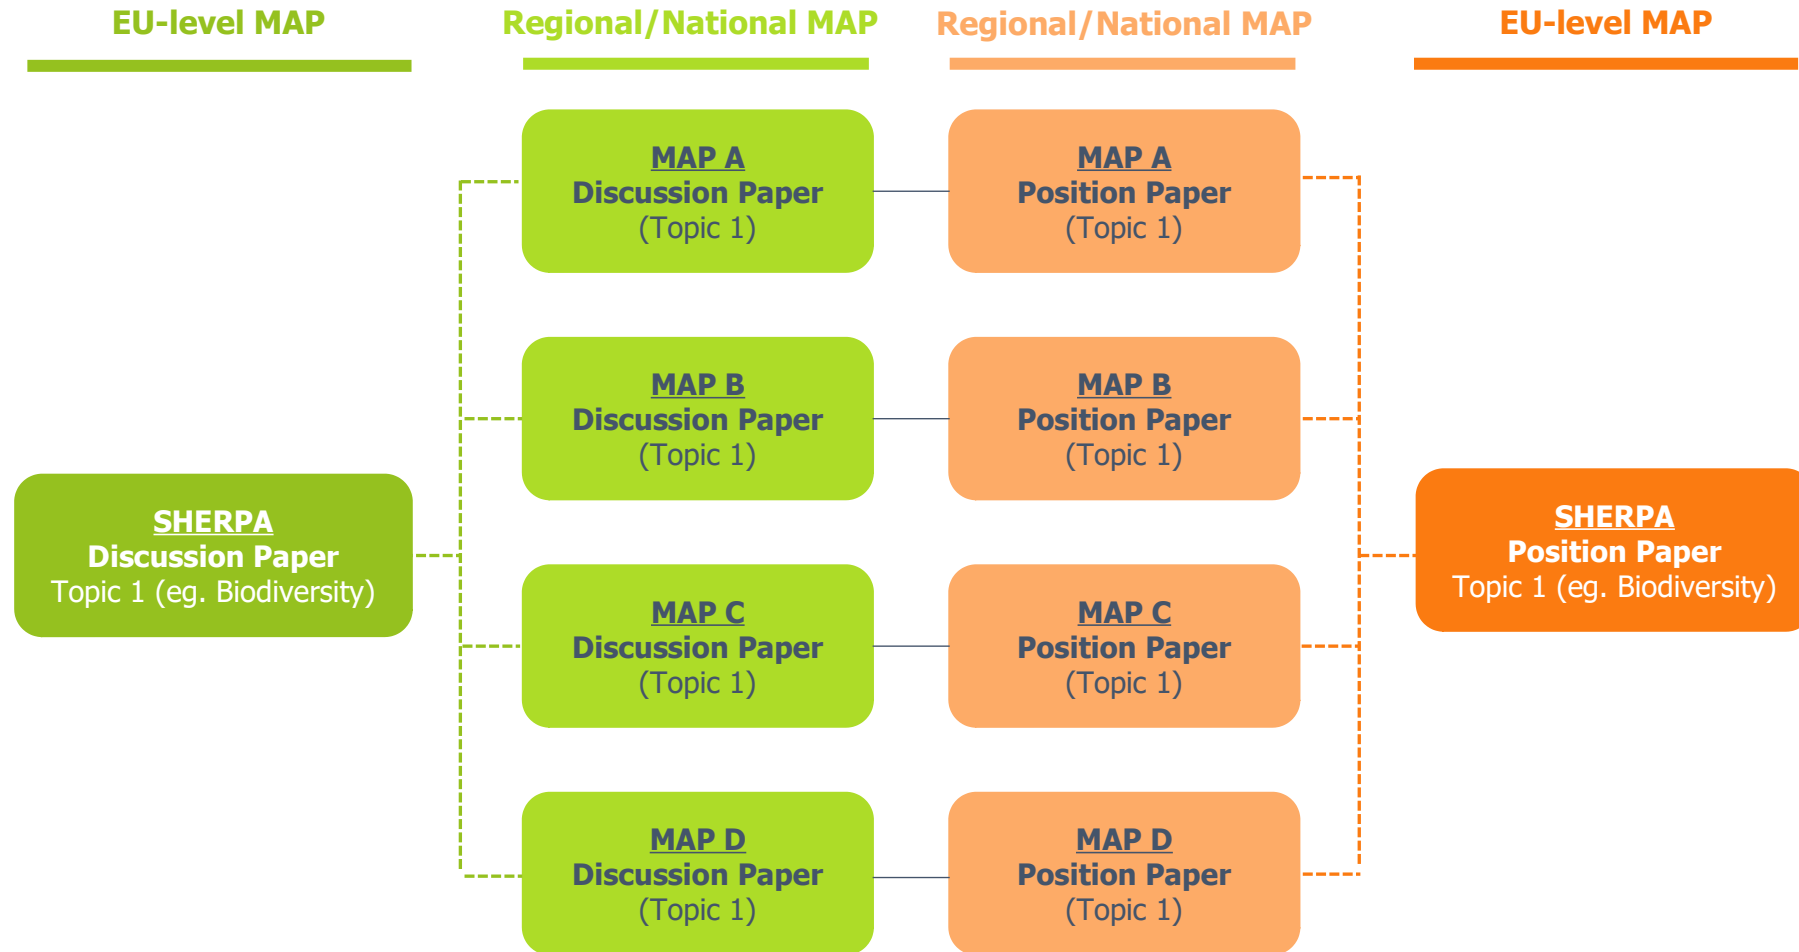 EU-level MAP
Regional/National MAP
Regional/National MAP
EU-level MAP
MAP A
Discussion Paper
(Topic 1)
MAP A
Position Paper
(Topic 1)
MAP B
Discussion Paper
(Topic 1)
MAP B
Position Paper
(Topic 1)
SHERPA
Discussion Paper
Topic 1 (eg. Biodiversity)
SHERPA
Position Paper
Topic 1 (eg. Biodiversity)
MAP C
Discussion Paper
(Topic 1)
MAP C
Position Paper
(Topic 1)
MAP D
Discussion Paper
(Topic 1)
MAP D
Position Paper
(Topic 1)